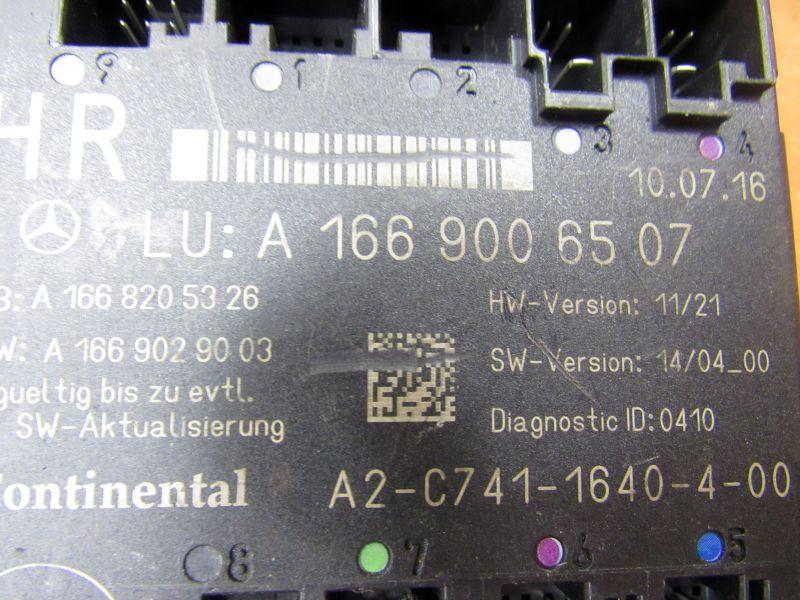 9 1 2 3 4
HR
10.07.16
LU: A 166 900 65 07
B: A 166 820 53 26
HW-Version: 11/21
W: A 166 902 90 03
SW-Version: 14/04_00
gueltig bis zu evtl.
SW-Aktualisierung
Diagnostic ID:0410
Continental
A2-C741-1640-4-00
8 7 6 5